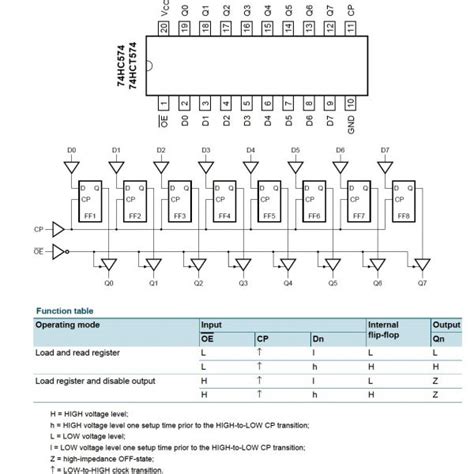 VCC Q0 Q1 Q2 Q3 Q4 Q5 Q6 Q7 CP
20 19 18 17 16 15 14 13 12 11
74HC574
74HCT574
1 2 3 4 5 6 7 8 9 10
OE D0 D1 D2 D3 D4 D5 D6 D7 GND
D0 D1 D2 D3 D4 D5 D6 D7
D Q D Q D Q D Q D Q D Q D Q D Q
CP CP CP CP CP CP CP CP
FF1 FF2 FF3 FF4 FF5 FF6 FF7 FF8
CP
OE
Q0 Q1 Q2 Q3 Q4 Q5 Q6 Q7
Function table
Operating mode Input Internal flip-flop Output
OE CP Dn Qn
Load and read register L ↑ l L L
L ↑ h H H
Load register and disable output H ↑ l L Z
H ↑ h H Z
H = HIGH voltage level;
h = HIGH voltage level one setup time prior to the HIGH-to-LOW CP transition;
L = LOW voltage level;
l = LOW voltage level one setup time prior to the HIGH-to-LOW CP transition;
Z = high-impedance OFF-state;
↑ = LOW-to-HIGH clock transition.